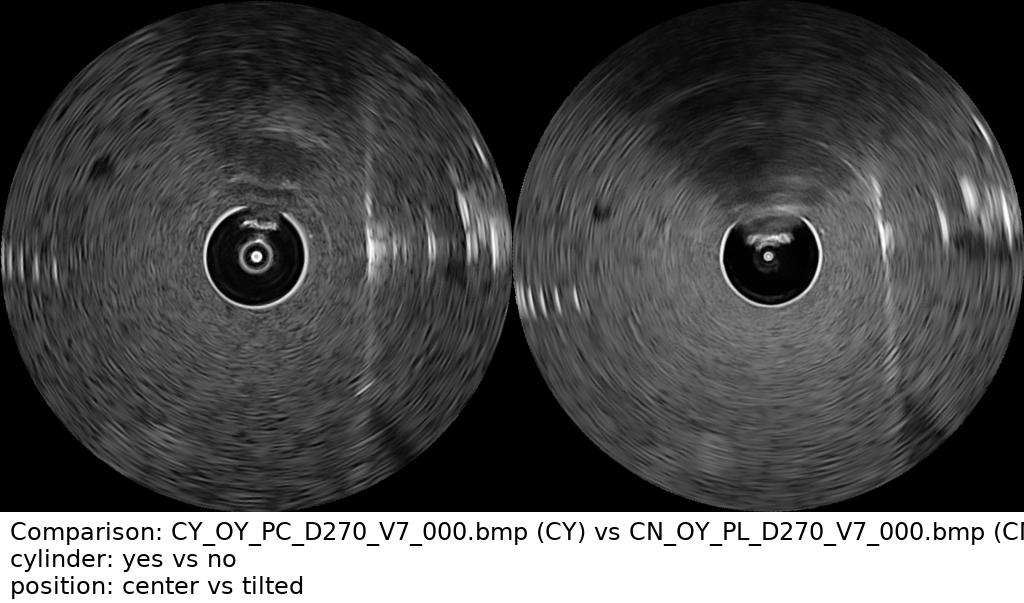 Comparison: CY_OY_PC_D270_V7_000.bmp (CY) vs CN_OY_PL_D270_V7_000.bmp
cylinder: yes vs no
position: center vs tilted